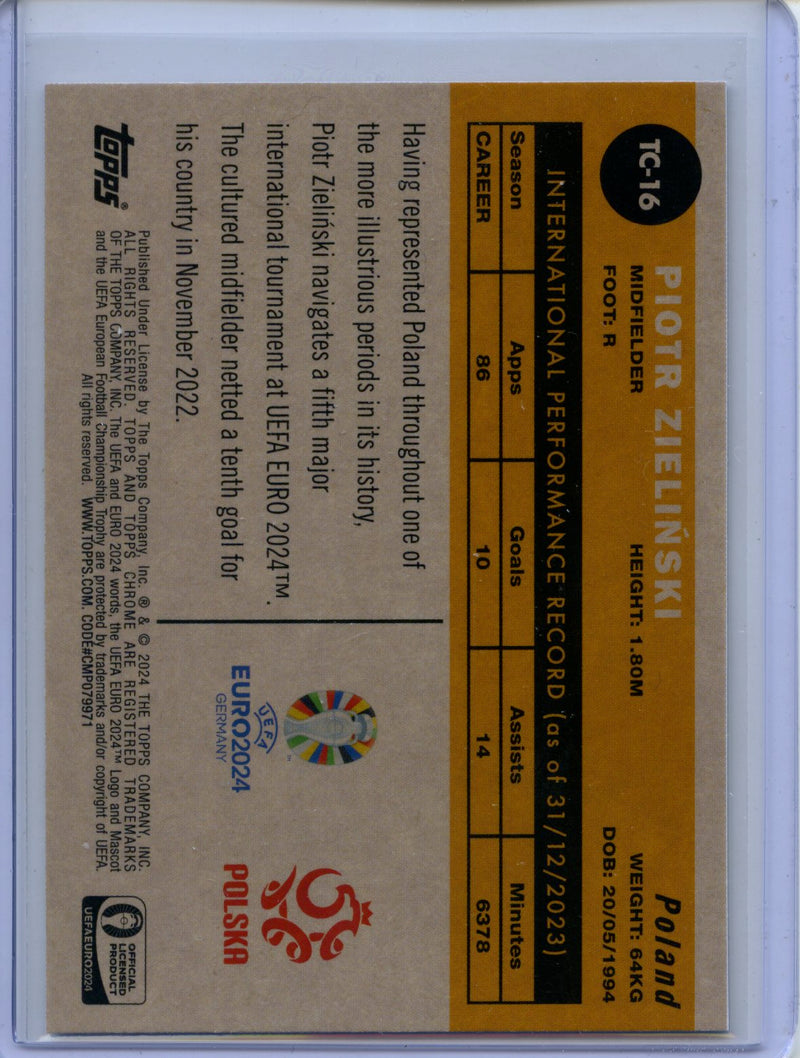 TC-16
PIOTR ZIELIŃSKI
Poland
MIDFIELDER HEIGHT: 1.80M WEIGHT: 64KG
FOOT: R DOB: 20/05/1994
INTERNATIONAL PERFORMANCE RECORD (as of 31/12/2023)
Season Apps Goals Assists Minutes
CAREER 86 10 14 6378
Having represented Poland throughout one of
the more illustrious periods in its history,
Piotr Zieliński navigates a fifth major
international tournament at UEFA EURO 2024™.
The cultured midfielder netted a tenth goal for
his country in November 2022.
UEFA
EURO2024
GERMANY
POLSKA
topps®
Published Under License by The Topps Company, Inc. ® & © 2024 THE TOPPS COMPANY, INC.
ALL RIGHTS RESERVED. TOPPS AND TOPPS CHROME ARE REGISTERED TRADEMARKS
OF THE TOPPS COMPANY, INC. The UEFA and EURO 2024 words, the UEFA EURO 2024™ Logo and Mascot
and the UEFA European Football Championship Trophy are protected by trademarks and/or copyright of UEFA.
All rights reserved. WWW.TOPPS.COM. CODE#CMP079971
OFFICIAL
LICENSED
PRODUCT
UEFAEURO2024